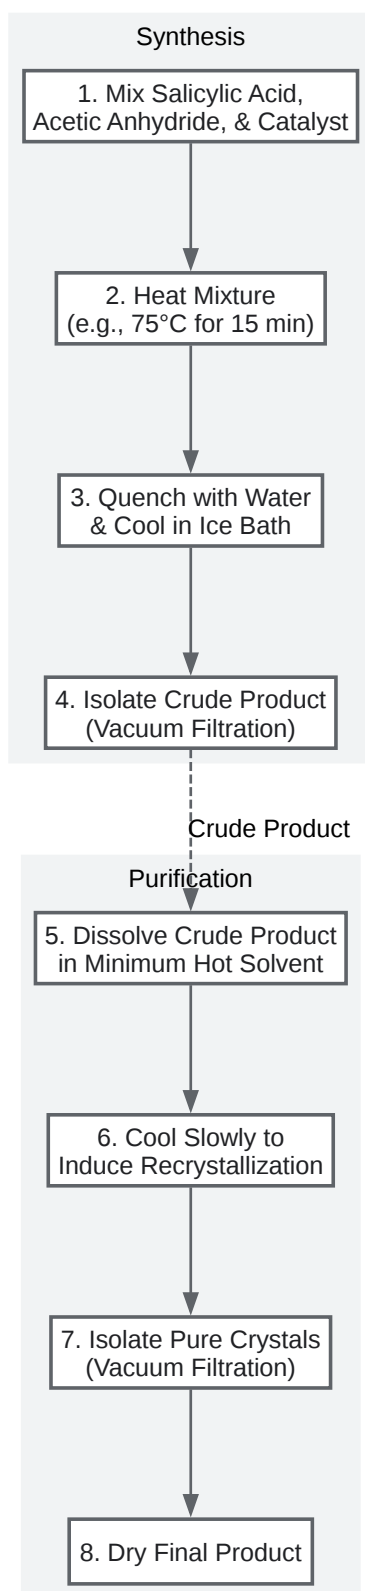 Synthesis
1. Mix Salicylic Acid,
Acetic Anhydride, & Catalyst
2. Heat Mixture
(e.g., 75°C for 15 min)
3. Quench with Water
& Cool in Ice Bath
4. Isolate Crude Product
(Vacuum Filtration)
Crude Product
Purification
5. Dissolve Crude Product
in Minimum Hot Solvent
6. Cool Slowly to
Induce Recrystallization
7. Isolate Pure Crystals
(Vacuum Filtration)
8. Dry Final Product